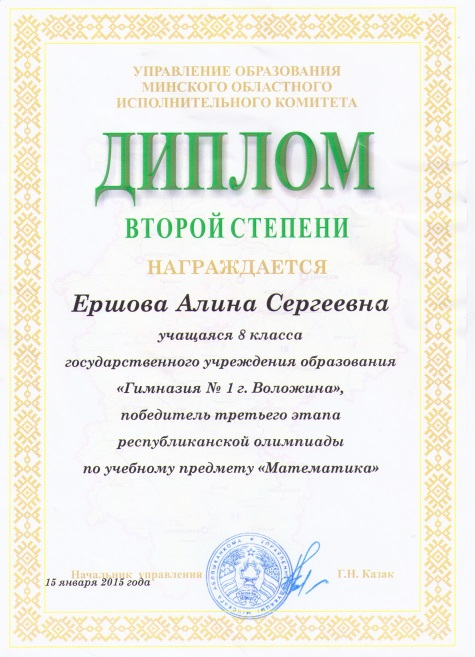 УПРАВЛЕНИЕ ОБРАЗОВАНИЯ
МИНСКОГО ОБЛАСТНОГО
ИСПОЛНИТЕЛЬНОГО КОМИТЕТА
ДИПЛОМ
ВТОРОЙ СТЕПЕНИ
НАГРАЖДАЕТСЯ
Ершова Алина Сергеевна
учащаяся 8 класса
государственного учреждения образования
«Гимназия № 1 г. Воложина»,
победитель третьего этапа
республиканской олимпиады
по учебному предмету «Математика»
Начальник управления Г.Н. Казак
15 января 2015 года